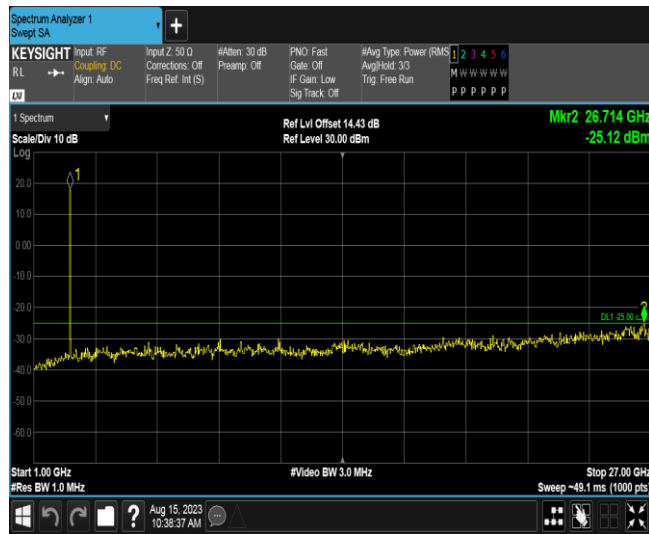 Spectrum Analyzer 1
Swept SA
+
KEYSIGHT Input: RF Input Z: 50 Ω #Atten: 30 dB PNO: Fast #Avg Type: Power (RMS 1 2 3 4 5 6
RL Coupling: DC Corrections: Off Preamp: Off Gate: Off Avg|Hold: 3/3 M W W W W W
Align: Auto Freq Ref: Int (S) IF Gain: Low Trig: Free Run
LXI Sig Track: Off P P P P P P
1 Spectrum Ref Lvl Offset 14.43 dB Mkr2 26.714 GHz
Scale/Div 10 dB Ref Level 30.00 dBm -25.12 dBm
Log
1
20.0
10.0
0.00
-10.0
-20.0
2
DL1 -25.00
-30.0
-40.0
-50.0
-60.0
Start 1.00 GHz #Video BW 3.0 MHz Stop 27.00 GHz
#Res BW 1.0 MHz Sweep ~49.1 ms (1000 pts)
? Aug 15, 2023
10:38:37 AM